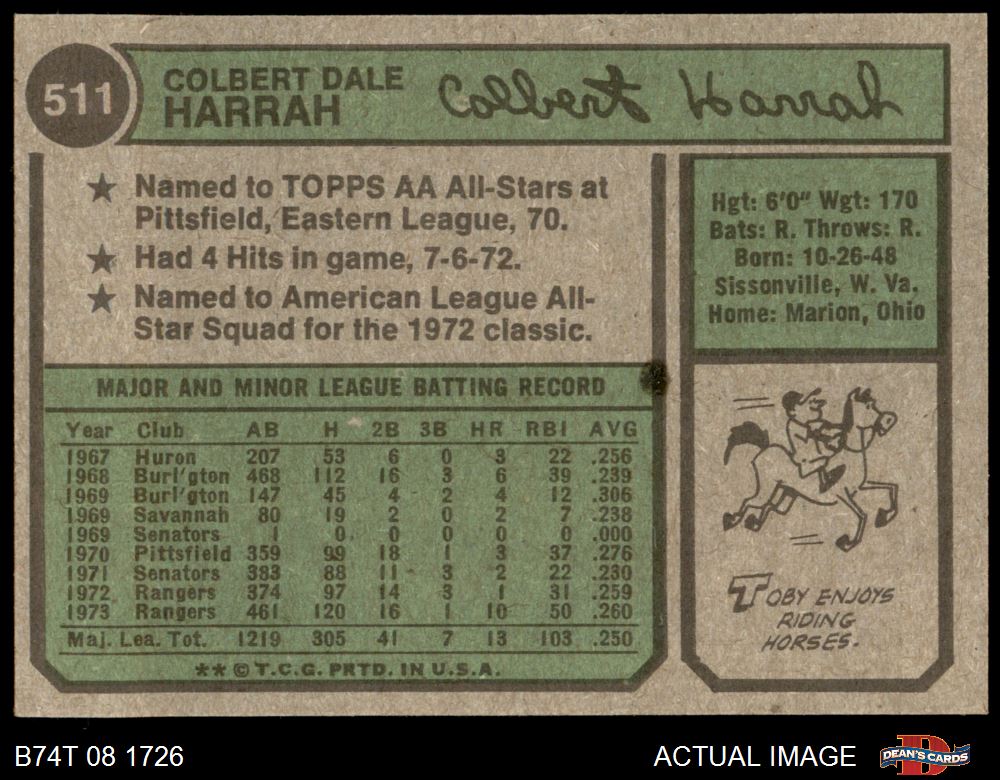 511
COLBERT DALE
HARRAH
Colbert Harrah
★ Named to TOPPS AA All-Stars at
Pittsfield, Eastern League, 70.
★ Had 4 Hits in game, 7-6-72.
★ Named to American League All-
Star Squad for the 1972 classic.
Hgt: 6'0" Wgt: 170
Bats: R. Throws: R.
Born: 10-26-48
Sissonville, W. Va.
Home: Marion, Ohio
MAJOR AND MINOR LEAGUE BATTING RECORD
Year Club AB H 2B 3B HR RBI AVG
1967 Huron 207 53 6 0 3 22 .256
1968 Burl'gton 468 112 16 3 6 39 .239
1969 Burl'gton 147 45 4 2 4 12 .306
1969 Savannah 80 19 2 0 2 7 .238
1969 Senators 1 0 0 0 0 0 .000
1970 Pittsfield 359 99 18 1 3 37 .276
1971 Senators 383 88 11 3 2 22 .230
1972 Rangers 374 97 14 3 1 31 .259
1973 Rangers 461 120 16 1 10 50 .260
Maj. Lea. Tot. 1219 305 41 7 13 103 .250
** © T.C.G. PRTD. IN U.S.A.
TOBY ENJOYS
RIDING
HORSES.
B74T 08 1726
ACTUAL IMAGE
DEAN'S CARDS